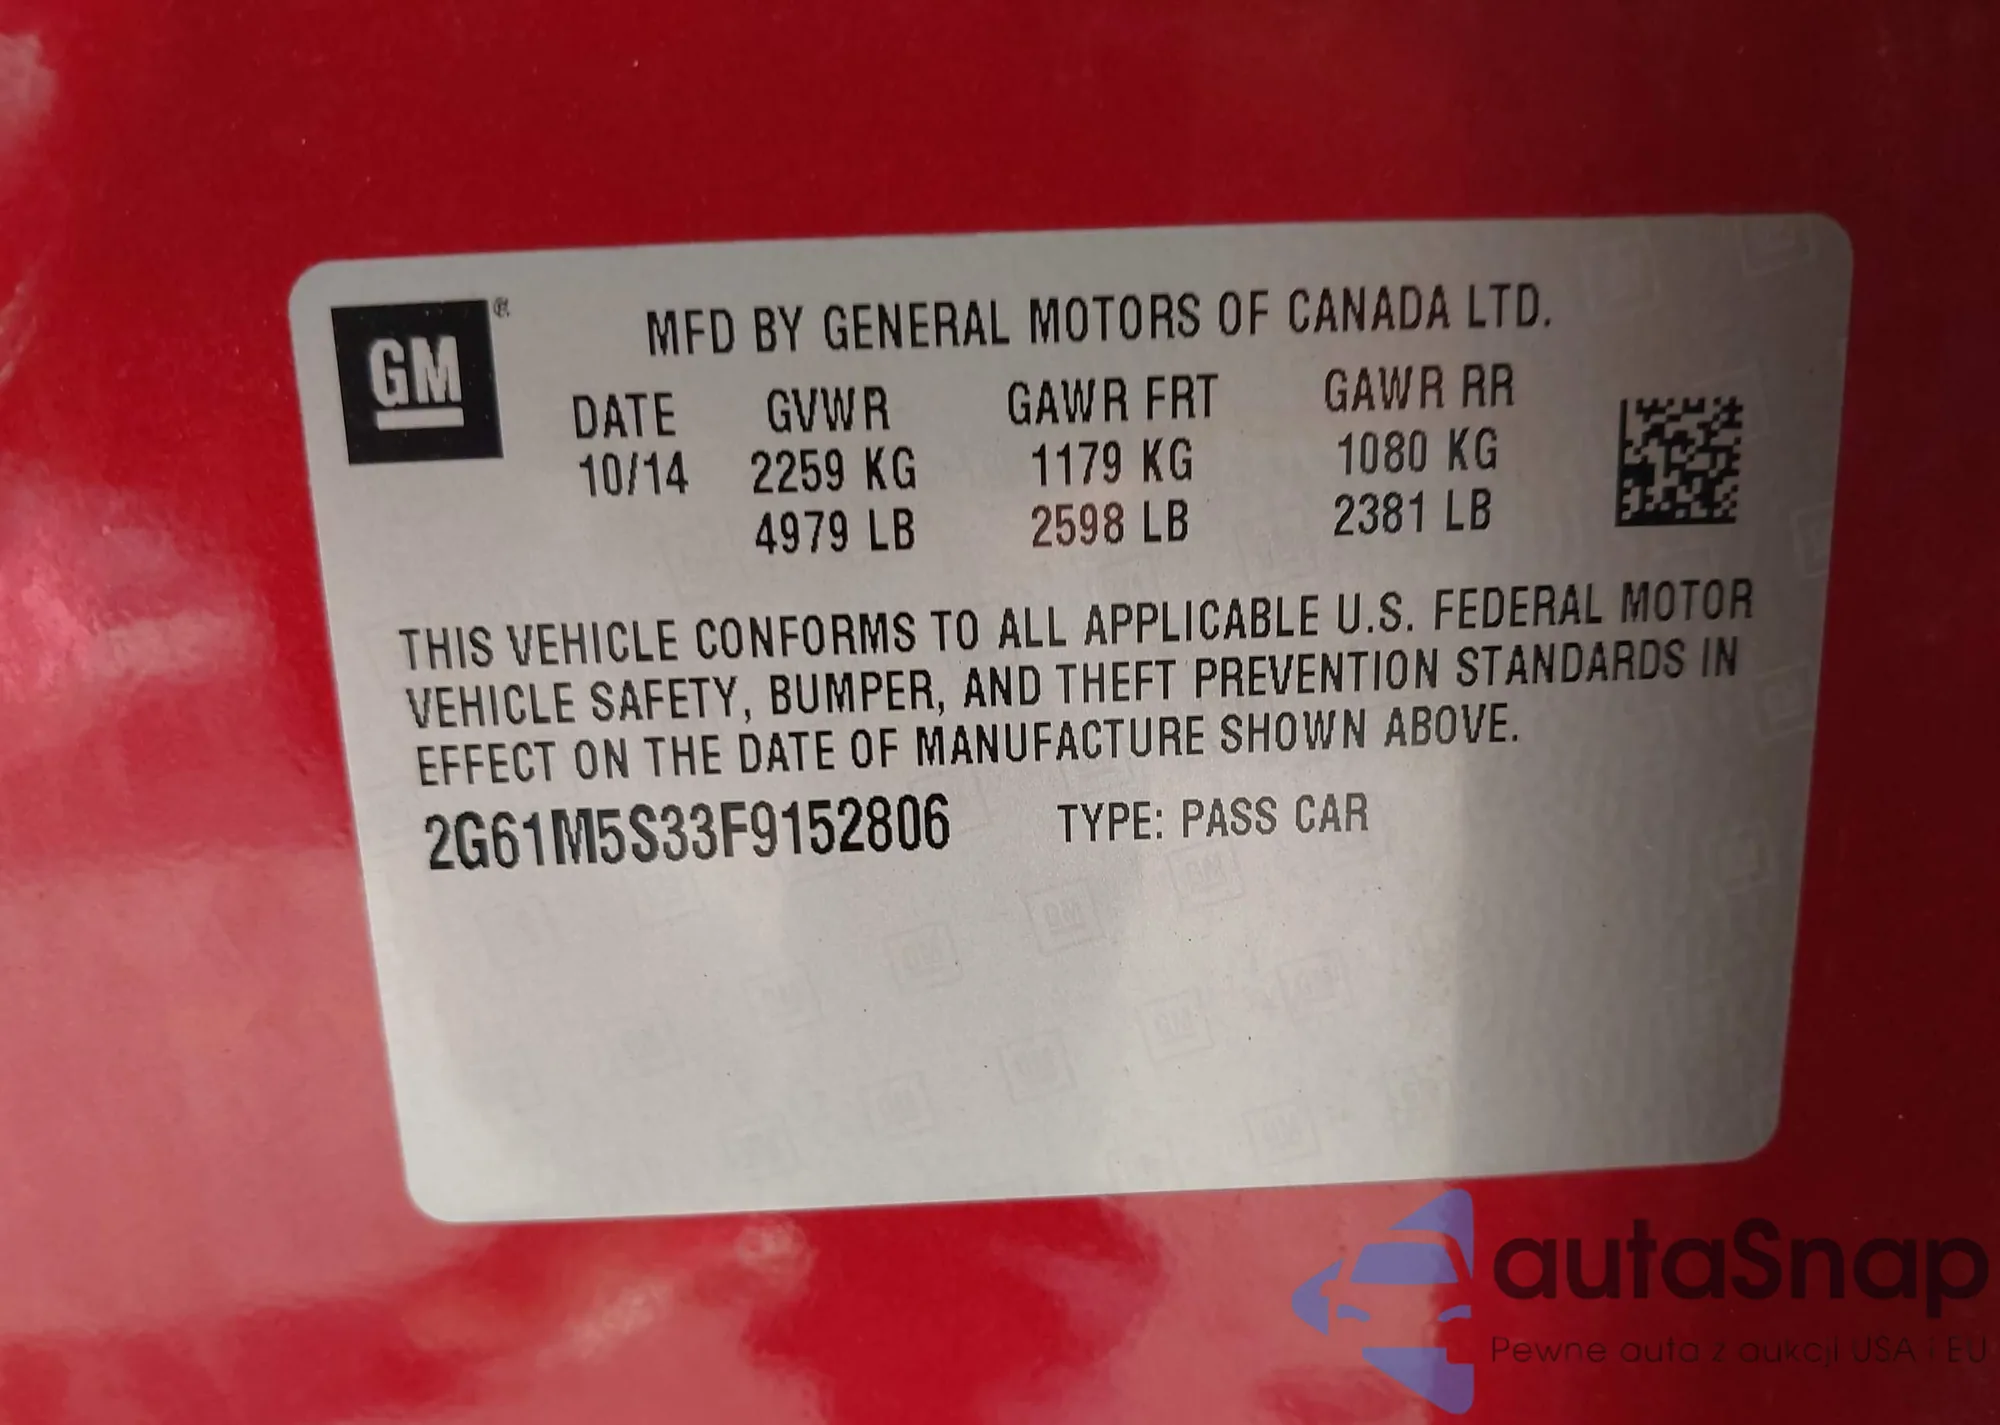 GM®
MFD BY GENERAL MOTORS OF CANADA LTD.
DATE GVWR GAWR FRT GAWR RR
10/14 2259 KG 1179 KG 1080 KG
4979 LB 2598 LB 2381 LB
THIS VEHICLE CONFORMS TO ALL APPLICABLE U.S. FEDERAL MOTOR
VEHICLE SAFETY, BUMPER, AND THEFT PREVENTION STANDARDS IN
EFFECT ON THE DATE OF MANUFACTURE SHOWN ABOVE.
2G61M5S33F9152806 TYPE: PASS CAR
autaSnap
Pewne auta z aukcji USA i EU